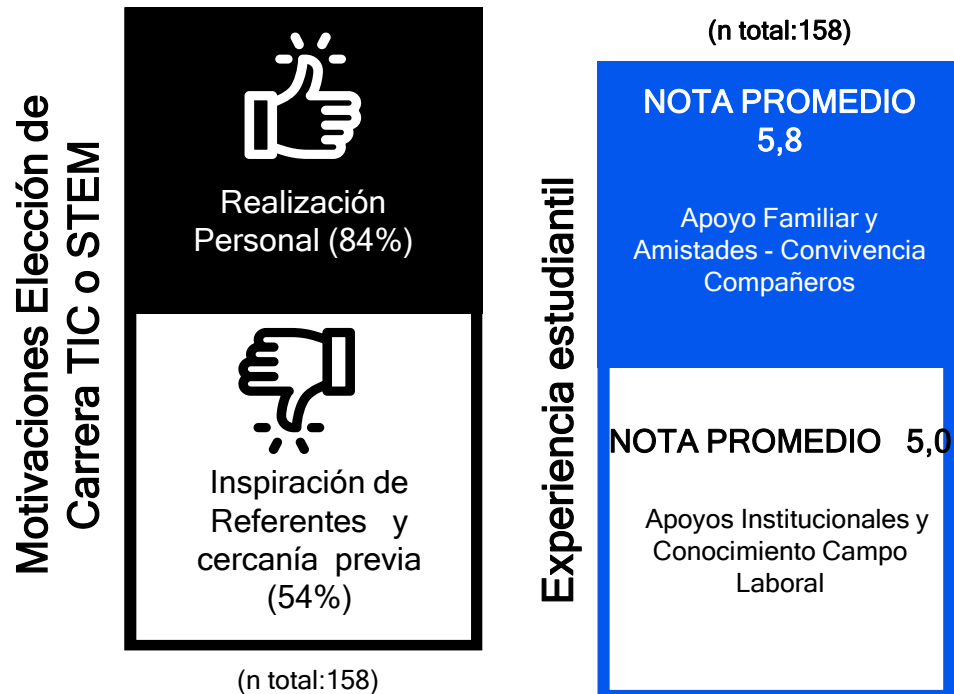 Motivaciones Elección de
Carrera TIC o STEM
Realización
Personal (84%)
Inspiración de
Referentes y
cercanía previa
(54%)
(n total:158)
(n total:158)
Experiencia estudiantil
NOTA PROMEDIO
5,8
Apoyo Familiar y
Amistades - Convivencia
Compañeros
NOTA PROMEDIO 5,0
Apoyos Institucionales y
Conocimiento Campo
Laboral